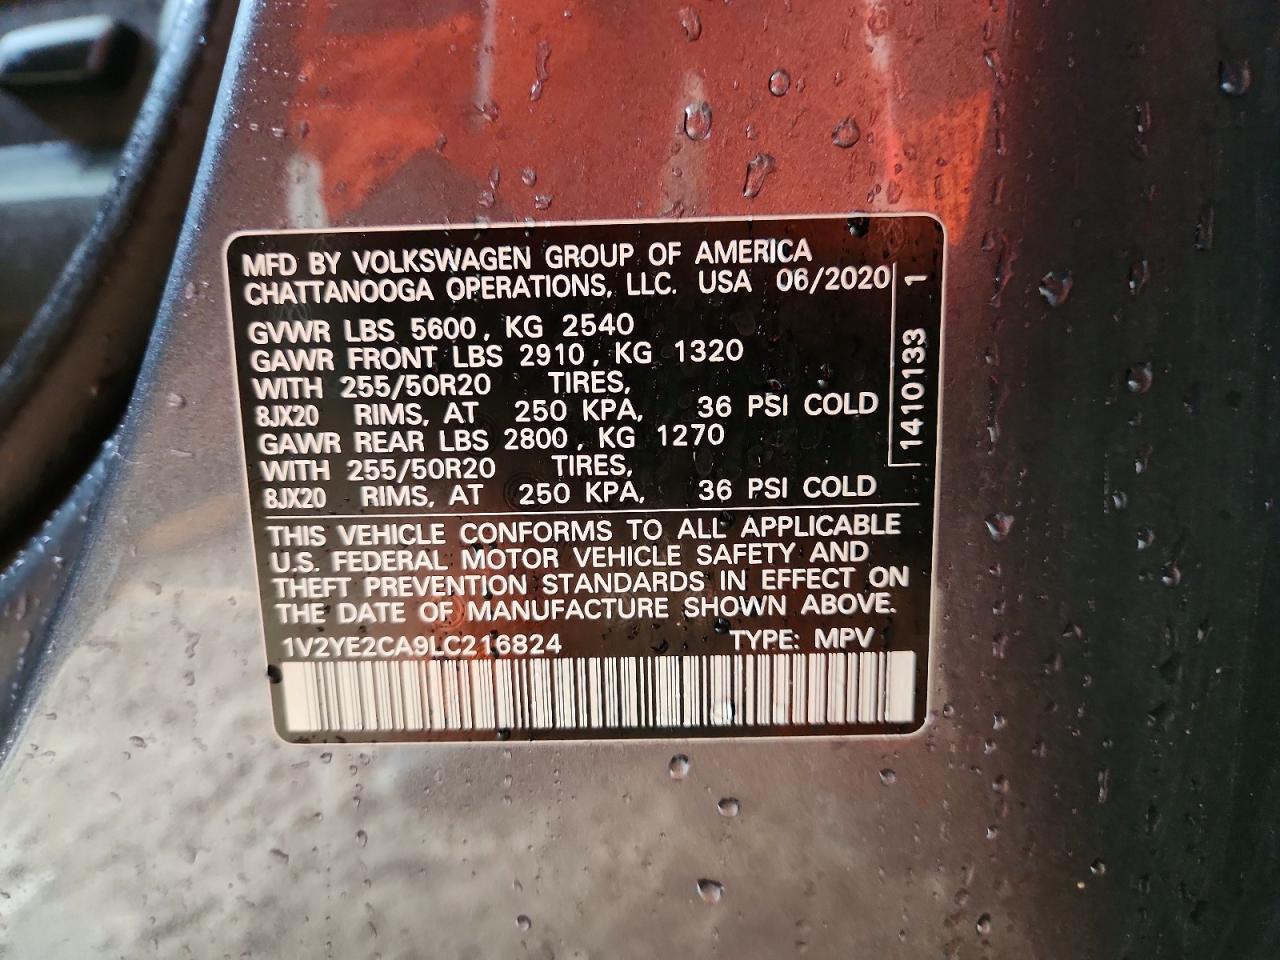 MFD BY VOLKSWAGEN GROUP OF AMERICA
CHATTANOOGA OPERATIONS, LLC. USA 06/2020
GVWR LBS 5600, KG 2540
GAWR FRONT LBS 2910, KG 1320
WITH 255/50R20 TIRES,
8JX20 RIMS, AT 250 KPA, 36 PSI COLD
GAWR REAR LBS 2800, KG 1270
WITH 255/50R20 TIRES,
8JX20 RIMS, AT 250 KPA, 36 PSI COLD
THIS VEHICLE CONFORMS TO ALL APPLICABLE
U.S. FEDERAL MOTOR VEHICLE SAFETY AND
THEFT PREVENTION STANDARDS IN EFFECT ON
THE DATE OF MANUFACTURE SHOWN ABOVE.
1V2YE2CA9LC216824 TYPE: MPV
1410133 1